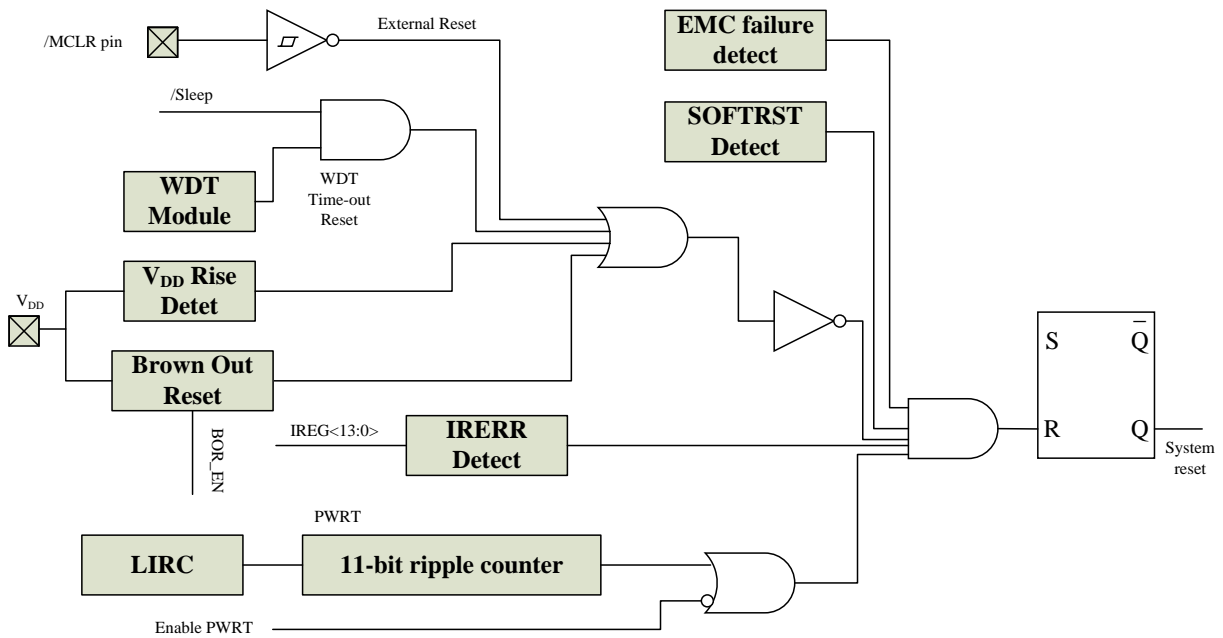 /MCLR pin
External Reset
EMC failure
detect
/Sleep
SOFTRST
Detect
WDT
Module
WDT
Time-out
Reset
VDD
VDD Rise
Detet
Brown Out
Reset
BOR_EN
IREG<13:0>
IRERR
Detect
S
Q̅
R
Q
System
reset
PWRT
LIRC
11-bit ripple counter
Enable PWRT